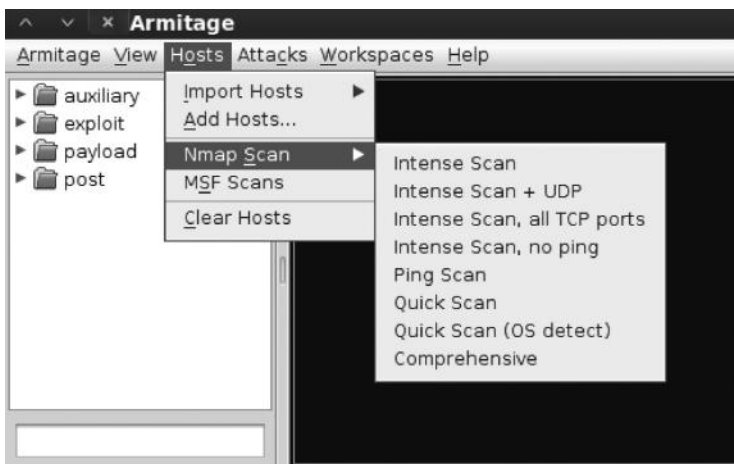 Armitage
Armitage View Hosts Attacks Workspaces Help
auxiliary
exploit
payload
post
Import Hosts
Add Hosts...
Nmap Scan
MSF Scans
Clear Hosts
Intense Scan
Intense Scan + UDP
Intense Scan, all TCP ports
Intense Scan, no ping
Ping Scan
Quick Scan
Quick Scan (OS detect)
Comprehensive